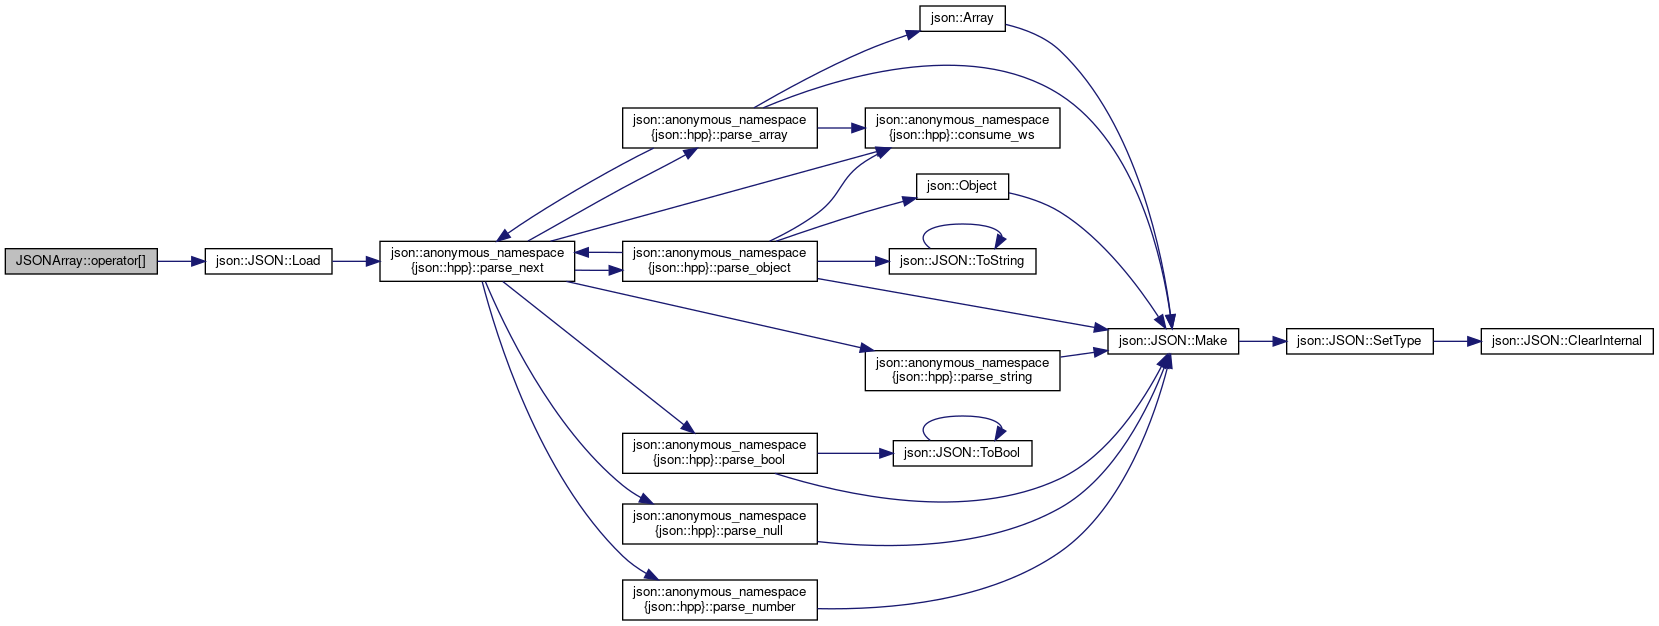 json::Array
json::anonymous_namespace
{json::hpp}::parse_array
json::anonymous_namespace
{json::hpp}::consume_ws
json::Object
JSONArray::operator[]
json::JSON::Load
json::anonymous_namespace
{json::hpp}::parse_next
json::anonymous_namespace
{json::hpp}::parse_object
json::JSON::ToString
json::JSON::Make
json::JSON::SetType
json::JSON::ClearInternal
json::anonymous_namespace
{json::hpp}::parse_string
json::anonymous_namespace
{json::hpp}::parse_bool
json::JSON::ToBool
json::anonymous_namespace
{json::hpp}::parse_null
json::anonymous_namespace
{json::hpp}::parse_number